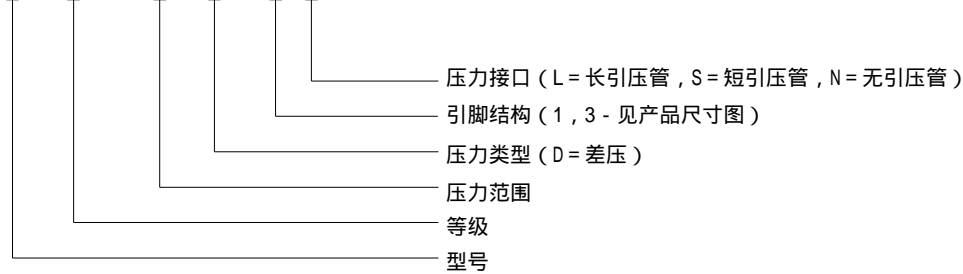 压力接口（L=长引压管，S=短引压管，N=无引压管）
引脚结构（1，3-见产品尺寸图）
压力类型（D=差压）
压力范围
等级
型号